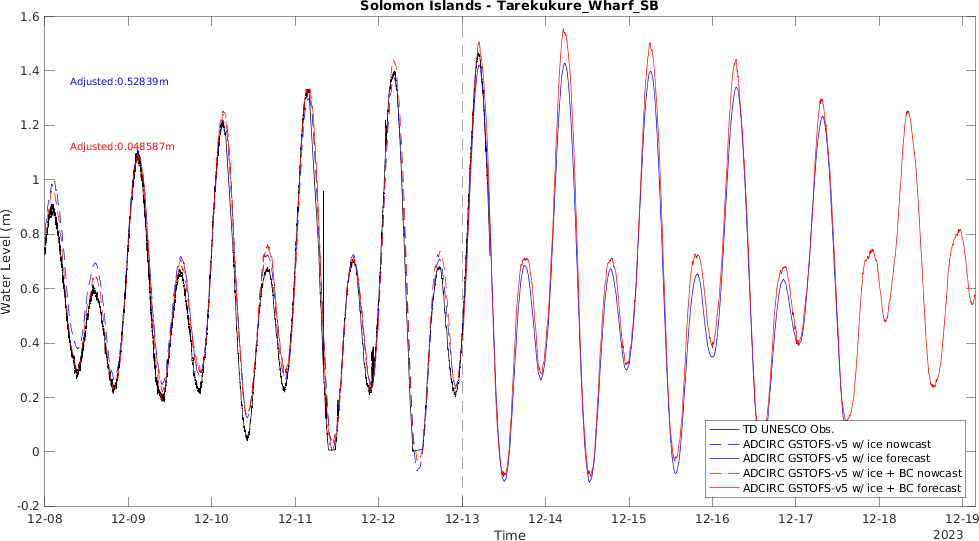 Solomon Islands - Tarekukure_Wharf_SB
1.6
1.4
1.2
1
0.8
0.6
0.4
0.2
0
-0.2
Water Level (m)
Adjusted:0.52839m
Adjusted:0.048587m
TD UNESCO Obs.
ADCIRC GSTOFS-v5 w/ ice nowcast
ADCIRC GSTOFS-v5 w/ ice forecast
ADCIRC GSTOFS-v5 w/ ice + BC nowcast
ADCIRC GSTOFS-v5 w/ ice + BC forecast
12-08 12-09 12-10 12-11 12-12 12-13 12-14 12-15 12-16 12-17 12-18 12-19
Time
2023